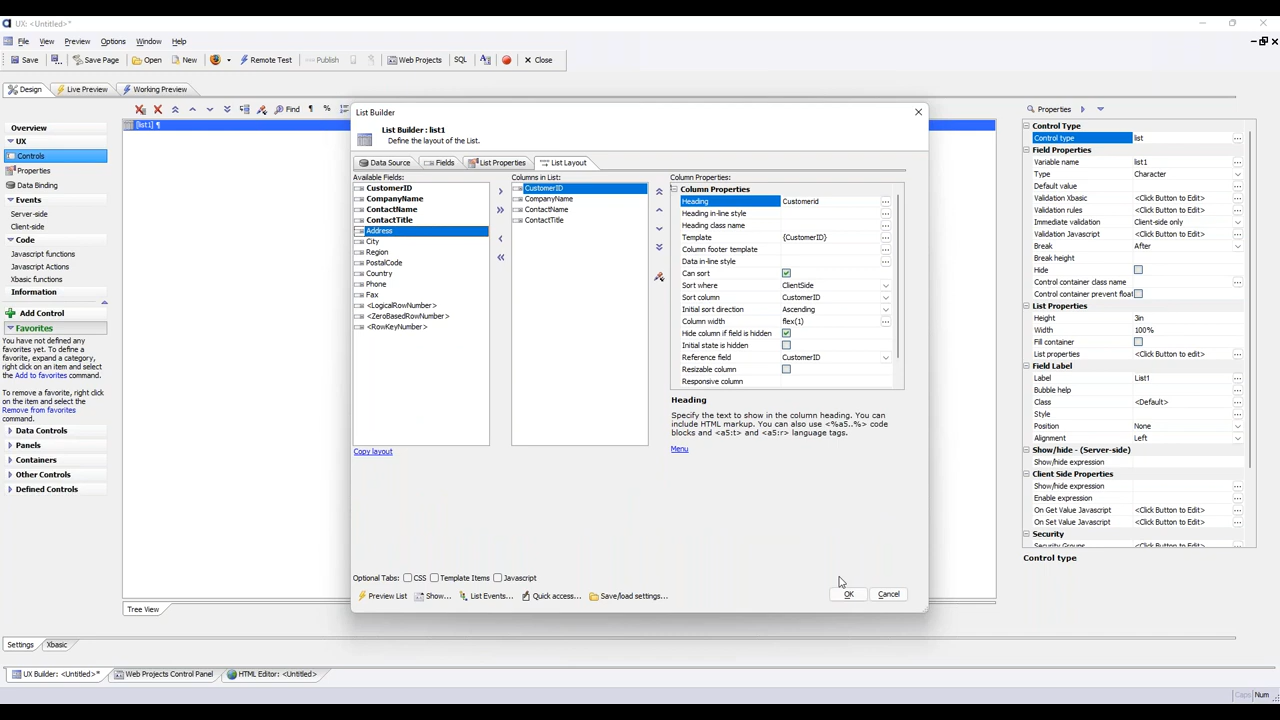 UX: <Untitled>*
File View Preview Options Window Help
Save Save Page Open New Remote Test Publish Web Projects SQL Close
Design Live Preview Working Preview
Find
Overview
UX
Controls
Properties
Data Binding
Events
Server-side
Client-side
Code
Javascript functions
Javascript Actions
Xbasic functions
Information
Add Control
Favorites
You have not defined any
favorites yet. To define a
favorite, expand a category,
right click on an item and select
the Add to favorites command.
To remove a favorite, right click
on the item and select the
Remove from favorites
command.
Data Controls
Panels
Containers
Other Controls
Defined Controls
[list1] ¶
Tree View
List Builder
List Builder : list1
Define the layout of the List.
Data Source Fields List Properties List Layout
Available Fields:
CustomerID
CompanyName
ContactName
ContactTitle
Address
City
Region
PostalCode
Country
Phone
Fax
<LogicalRowNumber>
<ZeroBasedRowNumber>
<RowKeyNumber>
Copy layout
Columns in List:
CustomerID
CompanyName
ContactName
ContactTitle
Column Properties:
Column Properties
Heading Customerid
Heading in-line style
Heading class name
Template {CustomerID}
Column footer template
Data in-line style
Can sort
Sort where ClientSide
Sort column CustomerID
Initial sort direction Ascending
Column width flex(1)
Hide column if field is hidden
Initial state is hidden
Reference field CustomerID
Resizable column
Responsive column
Heading
Specify the text to show in the column heading. You can
include HTML markup. You can also use <%a5..%> code
blocks and <a5:t> and <a5:r> language tags.
Menu
Optional Tabs: CSS Template Items Javascript
Preview List Show... List Events... Quick access... Save/load settings...
OK Cancel
Properties
Control Type
Control type list
Field Properties
Variable name list1
Type Character
Default value
Validation Xbasic <Click Button to Edit>
Validation rules <Click Button to Edit>
Immediate validation Client-side only
Validation Javascript <Click Button to Edit>
Break After
Break height
Hide
Control container class name
Control container prevent float
List Properties
Height 3in
Width 100%
Fill container
List properties <Click Button to edit>
Field Label
Label List1
Bubble help
Class <Default>
Style
Position None
Alignment Left
Show/hide - (Server-side)
Show/hide expression
Client Side Properties
Show/hide expression
Enable expression
On Get Value Javascript <Click Button to Edit>
On Set Value Javascript <Click Button to Edit>
Security
Security Groups <Click Button to Edit>
Control type
Settings Xbasic
UX Builder: <Untitled>* Web Projects Control Panel HTML Editor: <Untitled>
Caps Num